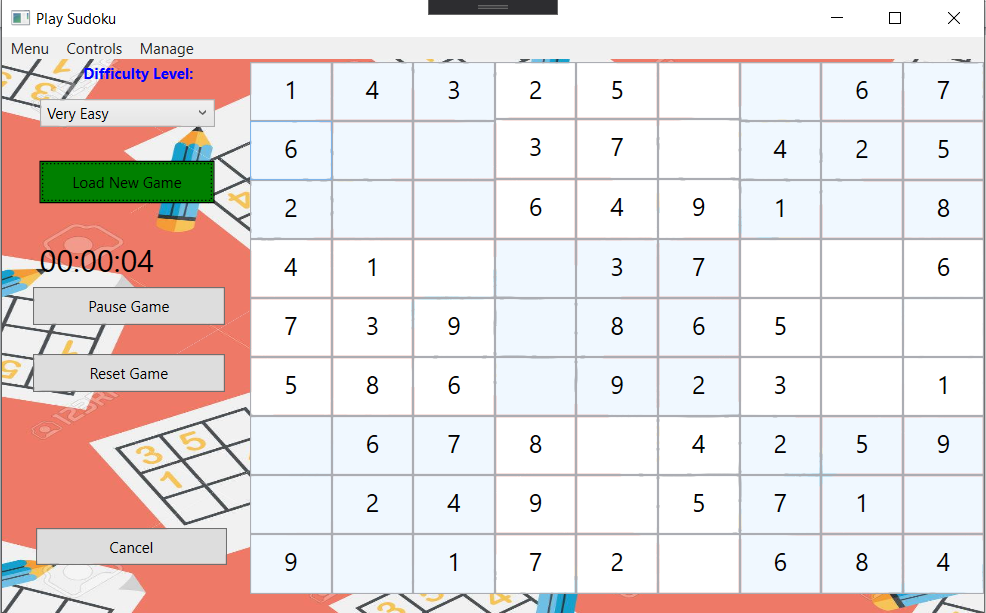 Play Sudoku
Menu Controls Manage
Difficulty Level:
Very Easy
Load New Game
00:00:04
Pause Game
Reset Game
Cancel
1 4 3 2 5 6 7
6 3 7 4 2 5
2 6 4 9 1 8
4 1 3 7 6
7 3 9 8 6 5
5 8 6 9 2 3 1
6 7 8 4 2 5 9
2 4 9 5 7 1
9 1 7 2 6 8 4
3 5
1